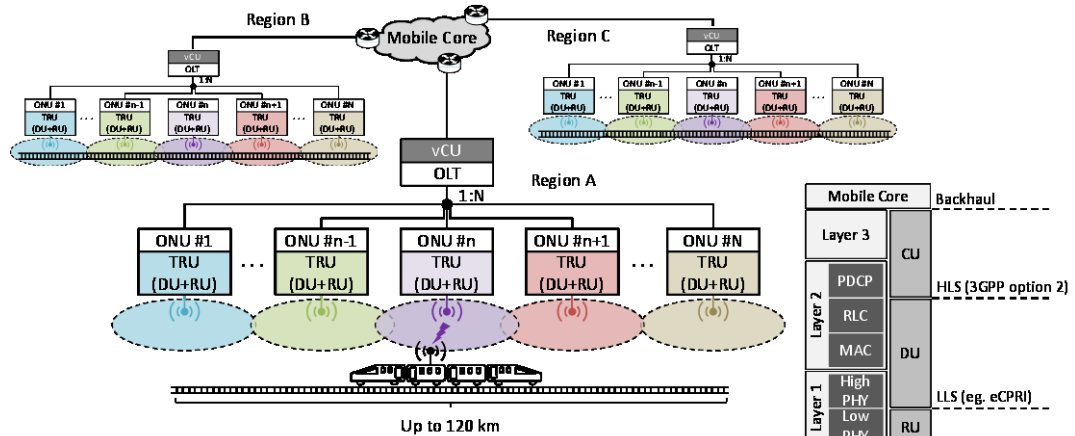 Region B
Mobile Core
Region C
vCU
OLT
1:N
ONU #1
TRU
(DU+RU)
...
ONU #n-1
TRU
(DU+RU)
ONU #n
TRU
(DU+RU)
ONU #n+1
TRU
(DU+RU)
...
ONU #N
TRU
(DU+RU)
vCU
OLT
1:N
ONU #1
TRU
(DU+RU)
...
ONU #n-1
TRU
(DU+RU)
ONU #n
TRU
(DU+RU)
ONU #n+1
TRU
(DU+RU)
...
ONU #N
TRU
(DU+RU)
vCU
OLT
Region A
1:N
ONU #1
TRU
(DU+RU)
...
ONU #n-1
TRU
(DU+RU)
ONU #n
TRU
(DU+RU)
ONU #n+1
TRU
(DU+RU)
...
ONU #N
TRU
(DU+RU)
Up to 120 km
Mobile Core
Backhaul
Layer 3
CU
PDCP
HLS (3GPP option 2)
Layer 2
RLC
MAC
DU
High
PHY
LLS (eg. eCPRI)
Layer 1
Low
PHY
RU